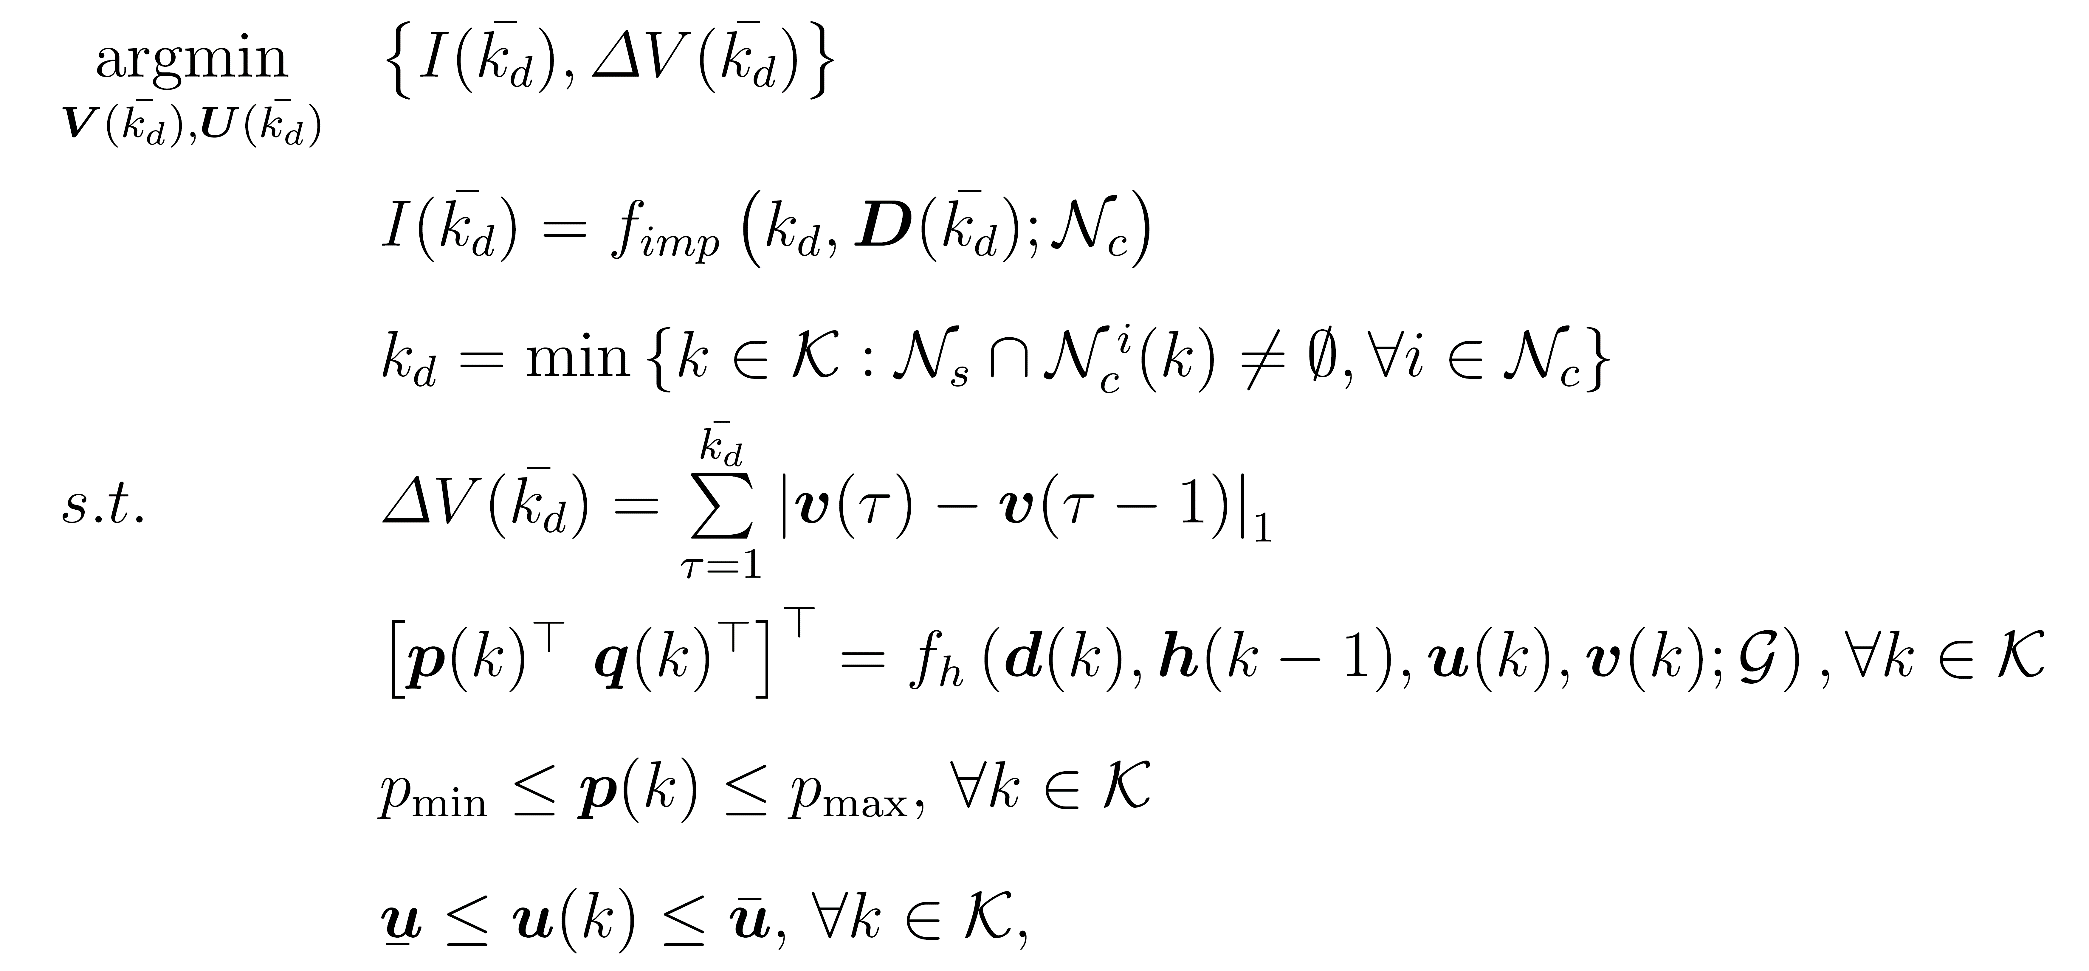 argmin {I(k̄_d), ΔV(k̄_d)}
𝑽(k̄_d),𝑼(k̄_d)
I(k̄_d) = f_imp (k_d, 𝑫(k̄_d); 𝒩_c)
k_d = min {k ∈ 𝒦 : 𝒩_s ∩ 𝒩_c^i(k) ≠ ∅, ∀i ∈ 𝒩_c}
s.t. ΔV(k̄_d) = ∑_{τ=1}^{k̄_d} |𝒗(τ) − 𝒗(τ − 1)|_1
[𝒑(k)^⊤ 𝒒(k)^⊤]^⊤ = f_h (𝒅(k), 𝒉(k − 1), 𝒖(k), 𝒗(k); 𝓖) , ∀k ∈ 𝒦
p_min ≤ 𝒑(k) ≤ p_max, ∀k ∈ 𝒦
𝒖̲ ≤ 𝒖(k) ≤ 𝒖̄, ∀k ∈ 𝒦,